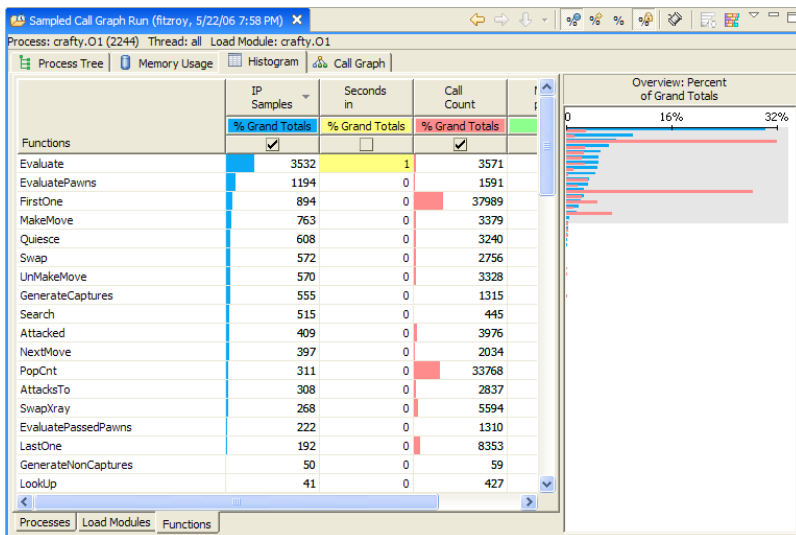 Sampled Call Graph Run (fitzroy, 5/22/06 7:58 PM)
Process: crafty.O1 (2244) Thread: all Load Module: crafty.O1
Process Tree Memory Usage Histogram Call Graph
Functions
IP Samples
Seconds in
Call Count
% Grand Totals % Grand Totals % Grand Totals
Evaluate 3532 1 3571
EvaluatePawns 1194 0 1591
FirstOne 894 0 37989
MakeMove 763 0 3379
Quiesce 608 0 3240
Swap 572 0 2756
UnMakeMove 570 0 3328
GenerateCaptures 555 0 1315
Search 515 0 445
Attacked 409 0 3976
NextMove 397 0 2034
PopCnt 311 0 33768
AttacksTo 308 0 2837
SwapXray 268 0 5594
EvaluatePassedPawns 222 0 1310
LastOne 192 0 8353
GenerateNonCaptures 50 0 59
LookUp 41 0 427
Processes Load Modules Functions
Overview: Percent
of Grand Totals
0 16% 32%